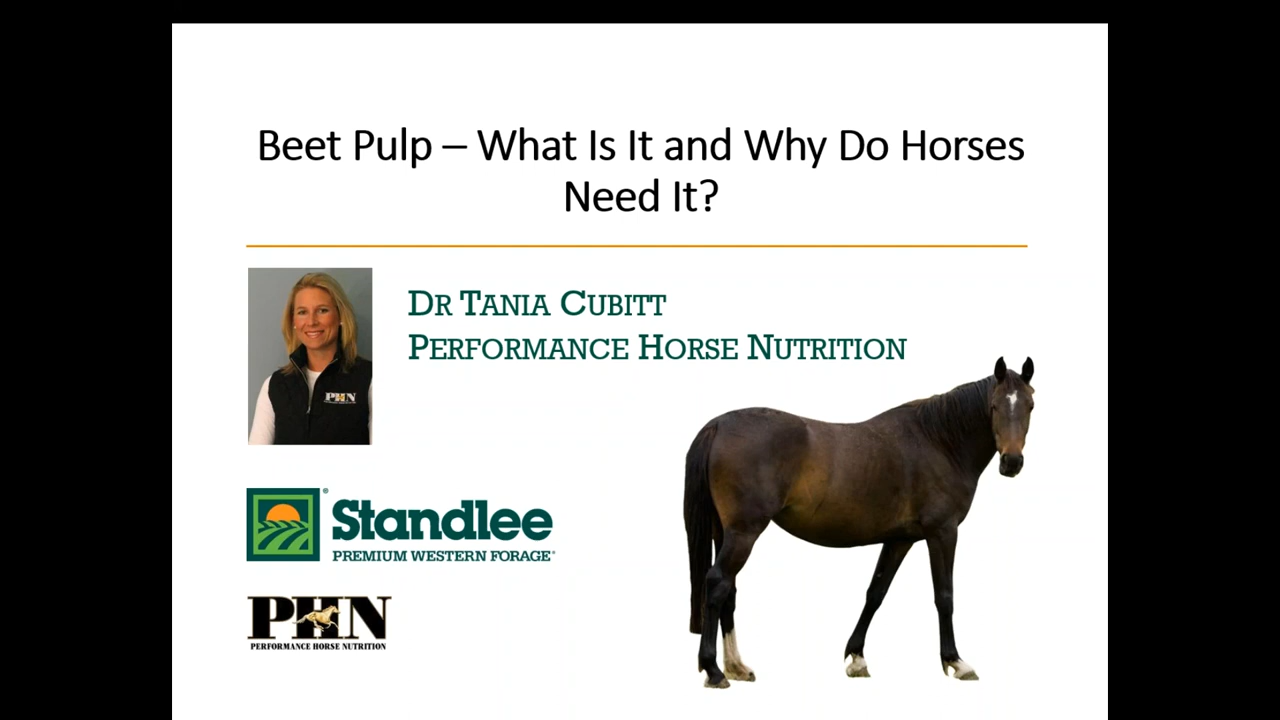 Beet Pulp – What Is It and Why Do Horses
Need It?
DR TANIA CUBITT
PERFORMANCE HORSE NUTRITION
PHN
Standlee®
PREMIUM WESTERN FORAGE®
PHN
PERFORMANCE HORSE NUTRITION